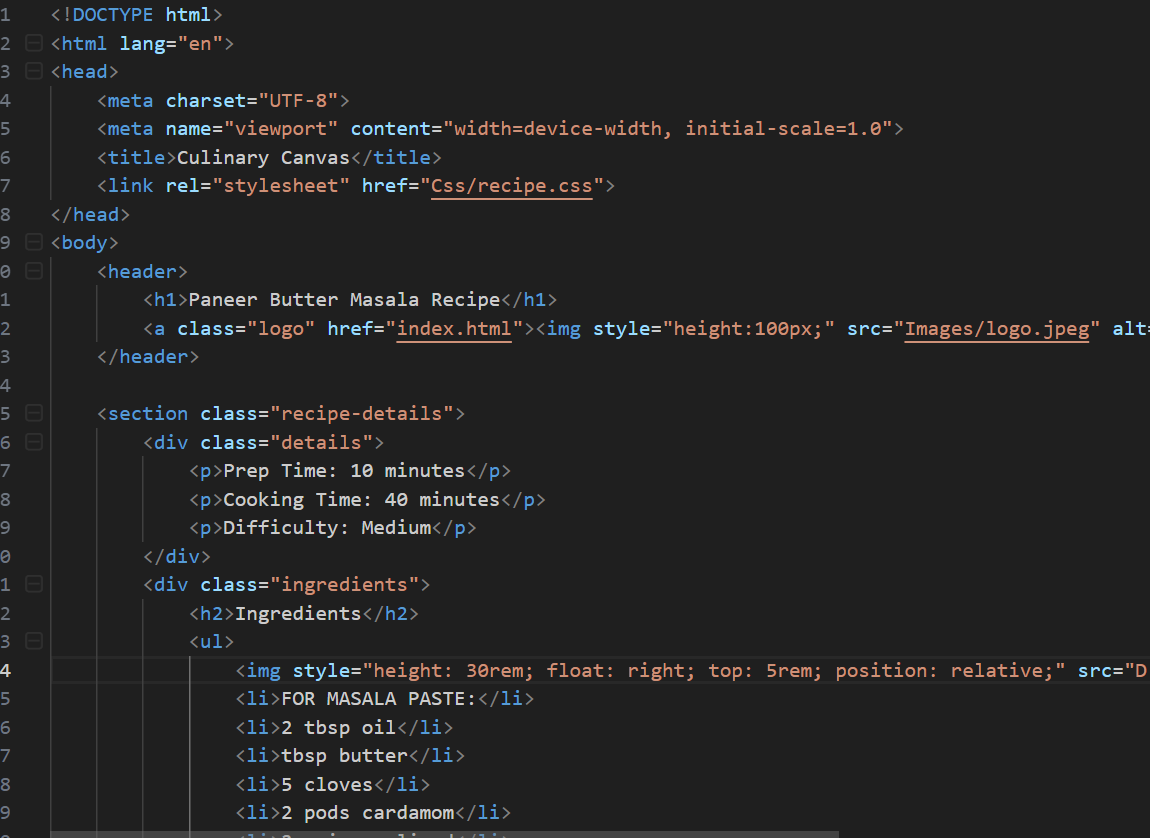 1 <!DOCTYPE html>
2 <html lang="en">
3 <head>
4 <meta charset="UTF-8">
5 <meta name="viewport" content="width=device-width, initial-scale=1.0">
6 <title>Culinary Canvas</title>
7 <link rel="stylesheet" href="Css/recipe.css">
8 </head>
9 <body>
0 <header>
1 <h1>Paneer Butter Masala Recipe</h1>
2 <a class="logo" href="index.html"><img style="height:100px;" src="Images/logo.jpeg" alt=
3 </header>
4
5 <section class="recipe-details">
6 <div class="details">
7 <p>Prep Time: 10 minutes</p>
8 <p>Cooking Time: 40 minutes</p>
9 <p>Difficulty: Medium</p>
0 </div>
1 <div class="ingredients">
2 <h2>Ingredients</h2>
3 <ul>
4 <img style="height: 30rem; float: right; top: 5rem; position: relative;" src="D
5 <li>FOR MASALA PASTE:</li>
6 <li>2 tbsp oil</li>
7 <li>tbsp butter</li>
8 <li>5 cloves</li>
9 <li>2 pods cardamom</li>